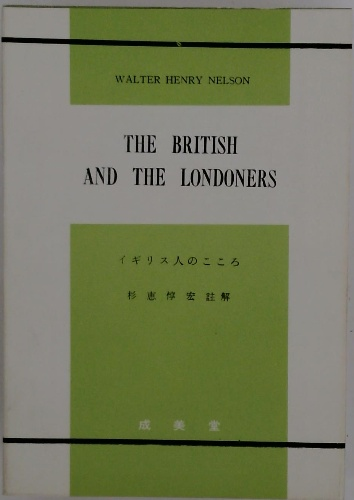 WALTER HENRY NELSON
THE BRITISH
AND THE LONDONERS
イギリス人のこころ
杉恵惇宏註解
成美堂